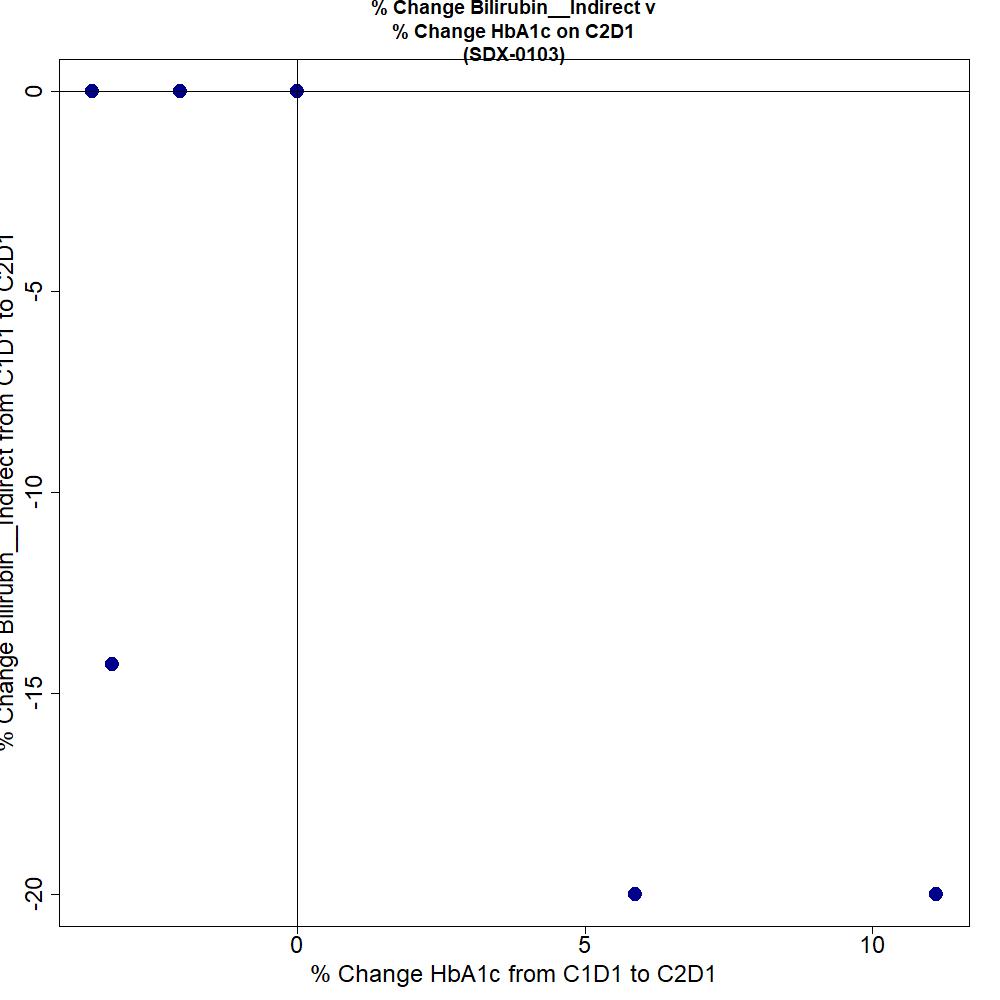 % Change Bilirubin__Indirect v
% Change HbA1c on C2D1
(SDX-0103)
% Change Bilirubin__Indirect from C1D1 to C2D1
0
-5
-10
-15
-20
0
5
10
% Change HbA1c from C1D1 to C2D1